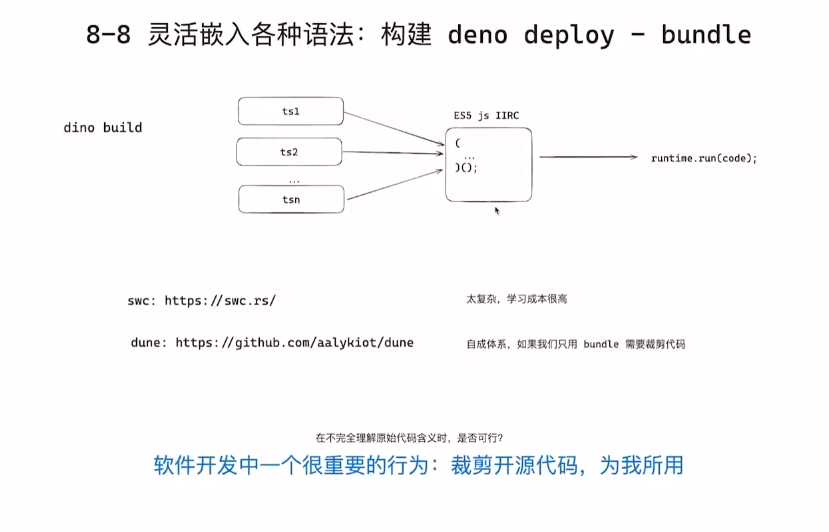 8-8 灵活嵌入各种语法：构建 deno deploy - bundle
dino build
ts1
ts2
...
tsn
ES5 js IIRC
(
...
)();
runtime.run(code);
swc: https://swc.rs/
太复杂，学习成本很高
dune: https://github.com/aalykiot/dune
自成体系，如果我们只用 bundle 需要裁剪代码
在不完全理解原始代码含义时，是否可行？
软件开发中一个很重要的行为：裁剪开源代码，为我所用